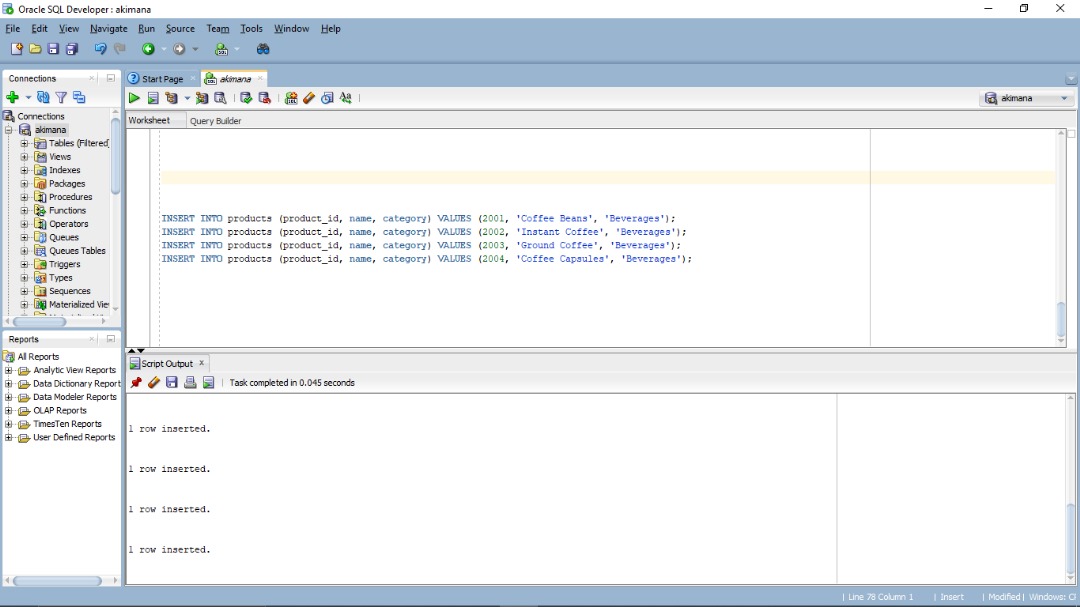 Oracle SQL Developer : akimana
File Edit View Navigate Run Source Team Tools Window Help
Connections
Start Page
akimana
akimana
Worksheet
Query Builder
Connections
akimana
Tables (Filtered)
Views
Indexes
Packages
Procedures
Functions
Operators
Queues
Queues Tables
Triggers
Types
Sequences
Materialized Vie
INSERT INTO products (product_id, name, category) VALUES (2001, 'Coffee Beans', 'Beverages');
INSERT INTO products (product_id, name, category) VALUES (2002, 'Instant Coffee', 'Beverages');
INSERT INTO products (product_id, name, category) VALUES (2003, 'Ground Coffee', 'Beverages');
INSERT INTO products (product_id, name, category) VALUES (2004, 'Coffee Capsules', 'Beverages');
Reports
All Reports
Analytic View Reports
Data Dictionary Report
Data Modeler Reports
OLAP Reports
TimesTen Reports
User Defined Reports
Script Output
Task completed in 0.045 seconds
1 row inserted.
1 row inserted.
1 row inserted.
1 row inserted.
Line 78 Column 1 | Insert | Modified | Windows: